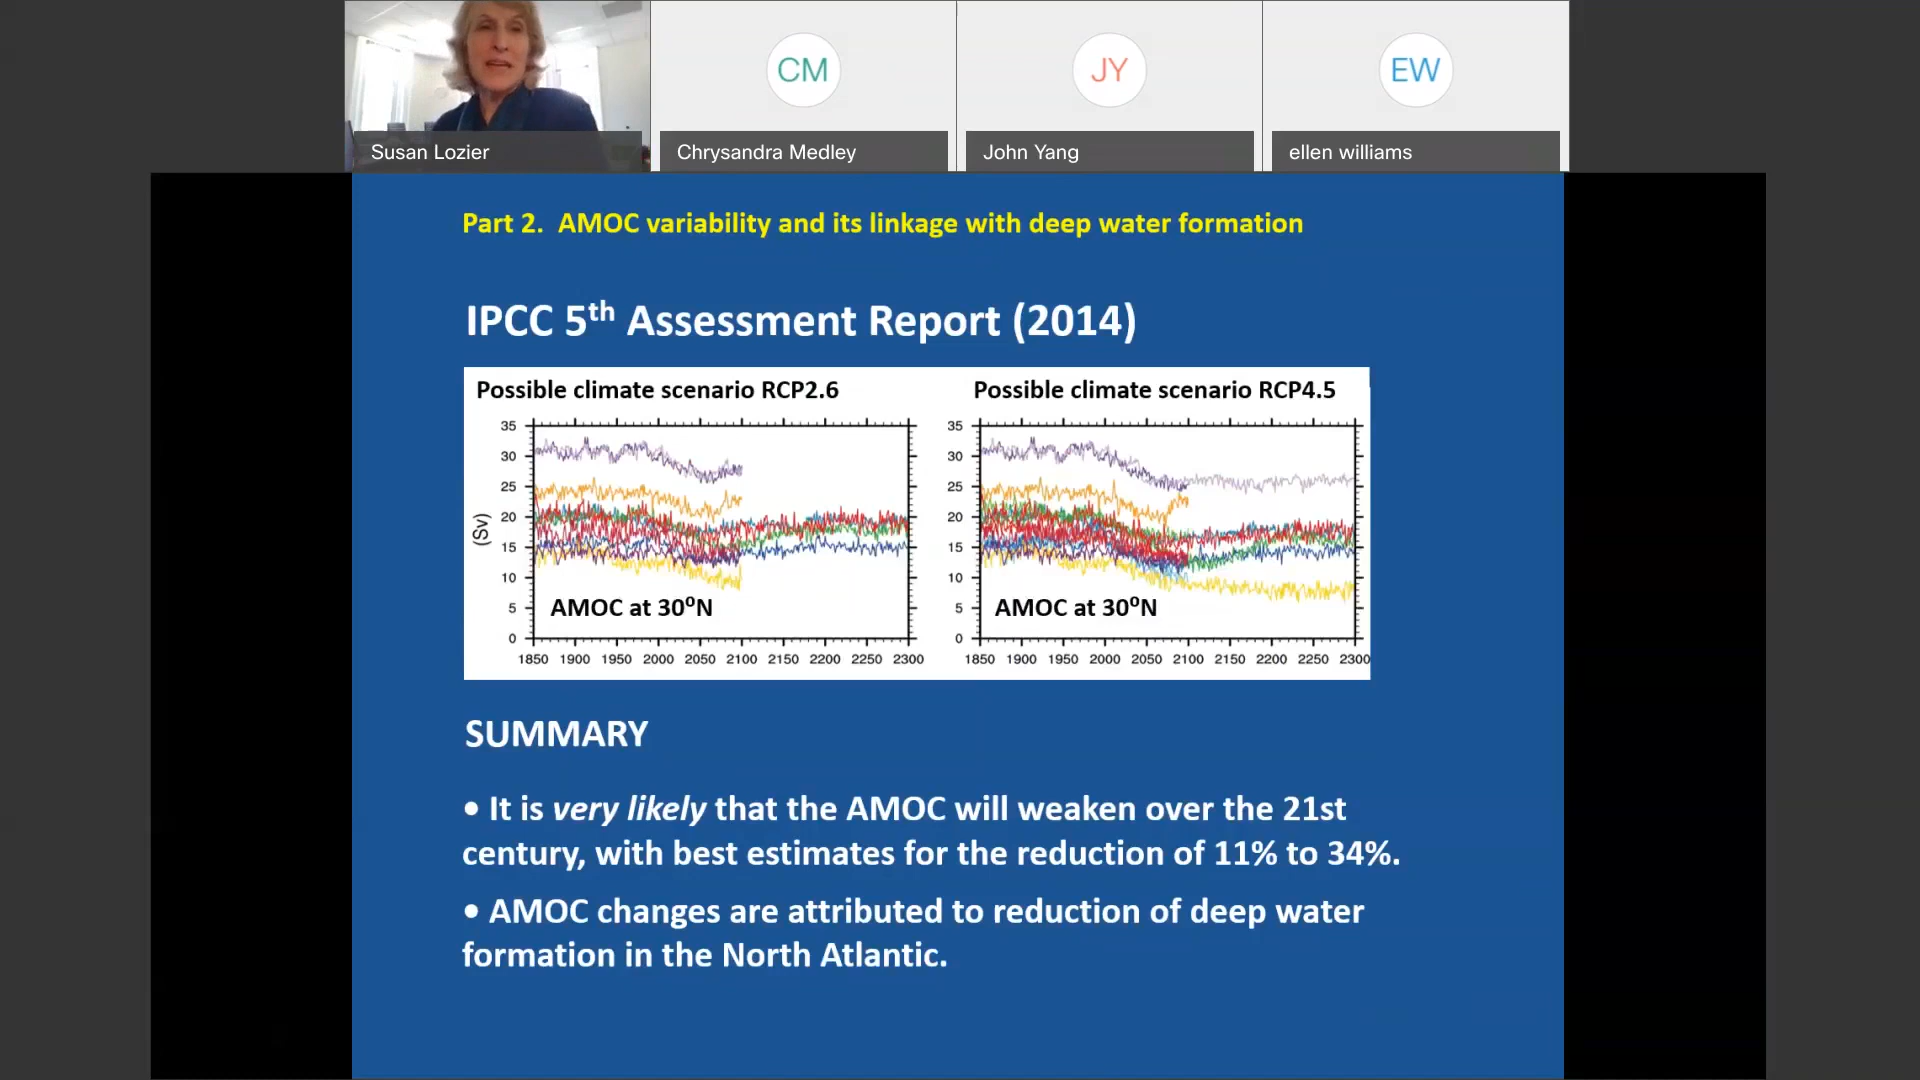 CM
JY
EW
Susan Lozier
Chrysandra Medley
John Yang
ellen williams
Part 2. AMOC variability and its linkage with deep water formation
IPCC 5th Assessment Report (2014)
Possible climate scenario RCP2.6
Possible climate scenario RCP4.5
35
30
25
20
15
10
5
0
(Sv)
AMOC at 30⁰N
1850 1900 1950 2000 2050 2100 2150 2200 2250 2300
35
30
25
20
15
10
5
0
AMOC at 30⁰N
1850 1900 1950 2000 2050 2100 2150 2200 2250 2300
SUMMARY
• It is very likely that the AMOC will weaken over the 21st
century, with best estimates for the reduction of 11% to 34%.
• AMOC changes are attributed to reduction of deep water
formation in the North Atlantic.